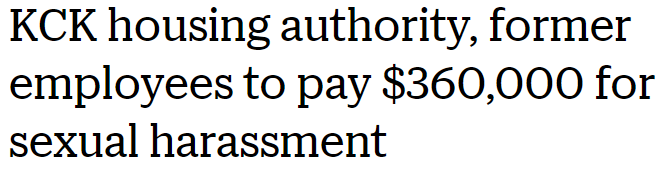 KCK housing authority, former
employees to pay $360,000 for
sexual harassment